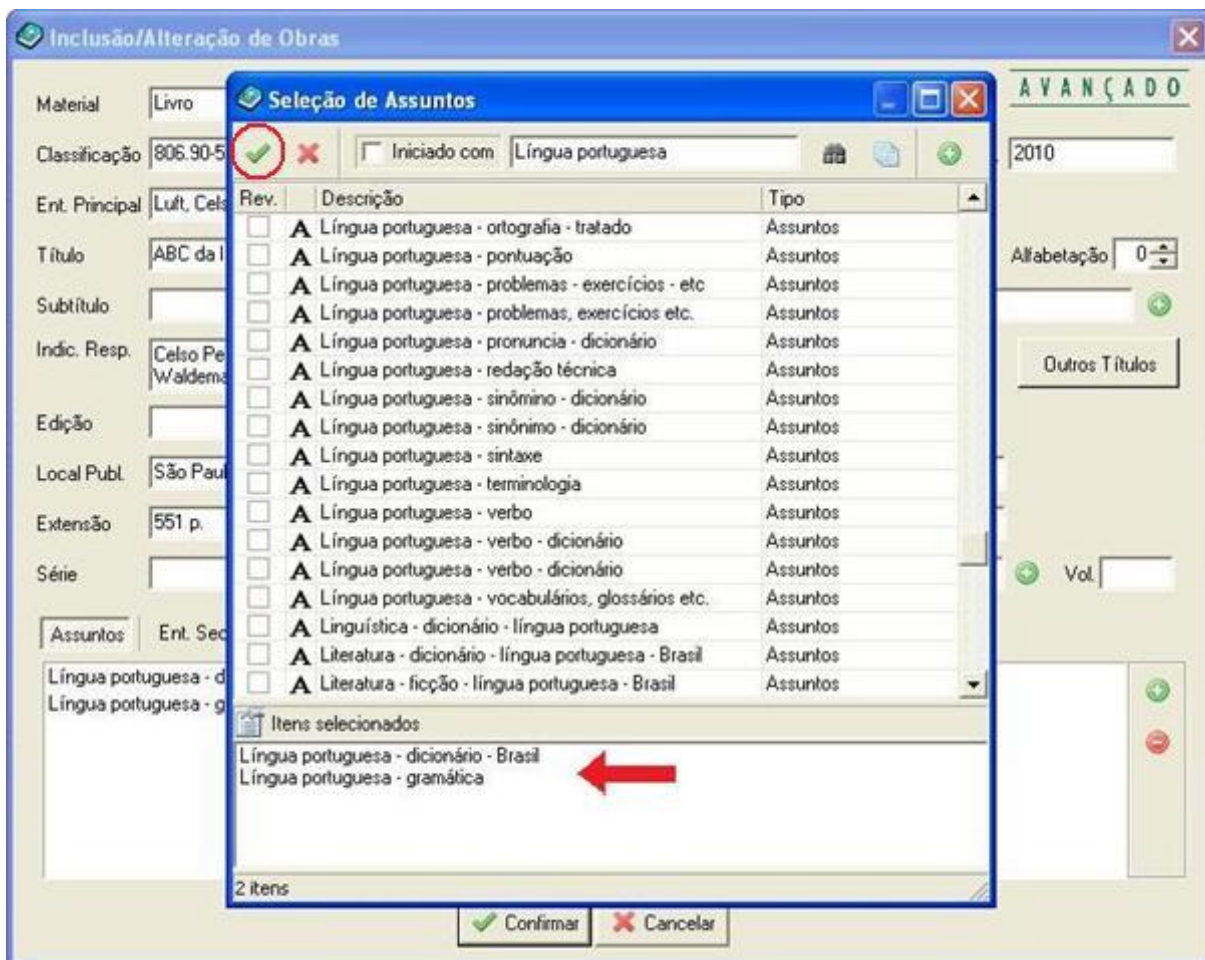 Inclusão/Alteração de Obras
AVANÇADO
Material Livro
Classificação 806.90-5
2010
Ent. Principal Luft, Cels
Título ABC da l
Alfabetação 0
Subtítulo
Indic. Resp. Celso Pe
Waldema
Outros Títulos
Edição
Local Publ. São Paul
Extensão 551 p.
Série
Vol.
Assuntos Ent. Sec
Língua portuguesa - d
Língua portuguesa - g
Seleção de Assuntos
Iniciado com Língua portuguesa
Rev. Descrição Tipo
A Língua portuguesa - ortografia - tratado Assuntos
A Língua portuguesa - pontuação Assuntos
A Língua portuguesa - problemas - exercícios - etc Assuntos
A Língua portuguesa - problemas, exercícios etc. Assuntos
A Língua portuguesa - pronuncia - dicionário Assuntos
A Língua portuguesa - redação técnica Assuntos
A Língua portuguesa - sinômino - dicionário Assuntos
A Língua portuguesa - sinônimo - dicionário Assuntos
A Língua portuguesa - sintaxe Assuntos
A Língua portuguesa - terminologia Assuntos
A Língua portuguesa - verbo Assuntos
A Língua portuguesa - verbo - dicionário Assuntos
A Língua portuguesa - verbo - dicionário Assuntos
A Língua portuguesa - vocabulários, glossários etc. Assuntos
A Linguística - dicionário - língua portuguesa Assuntos
A Literatura - dicionário - língua portuguesa - Brasil Assuntos
A Literatura - ficção - língua portuguesa - Brasil Assuntos
Itens selecionados
Língua portuguesa - dicionário - Brasil
Língua portuguesa - gramática
2 itens
Confirmar Cancelar